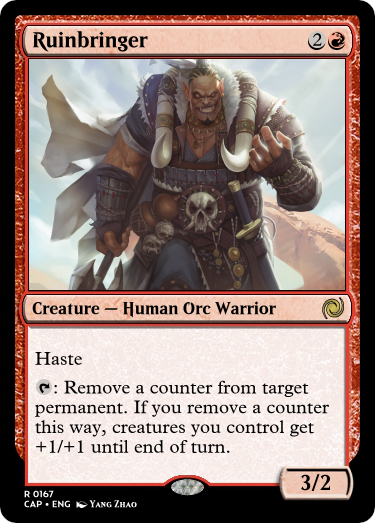 Ruinbringer 2
Creature — Human Orc Warrior
Haste
: Remove a counter from target
permanent. If you remove a counter
this way, creatures you control get
+1/+1 until end of turn.
3/2
R 0167
CAP • ENG Yang Zhao